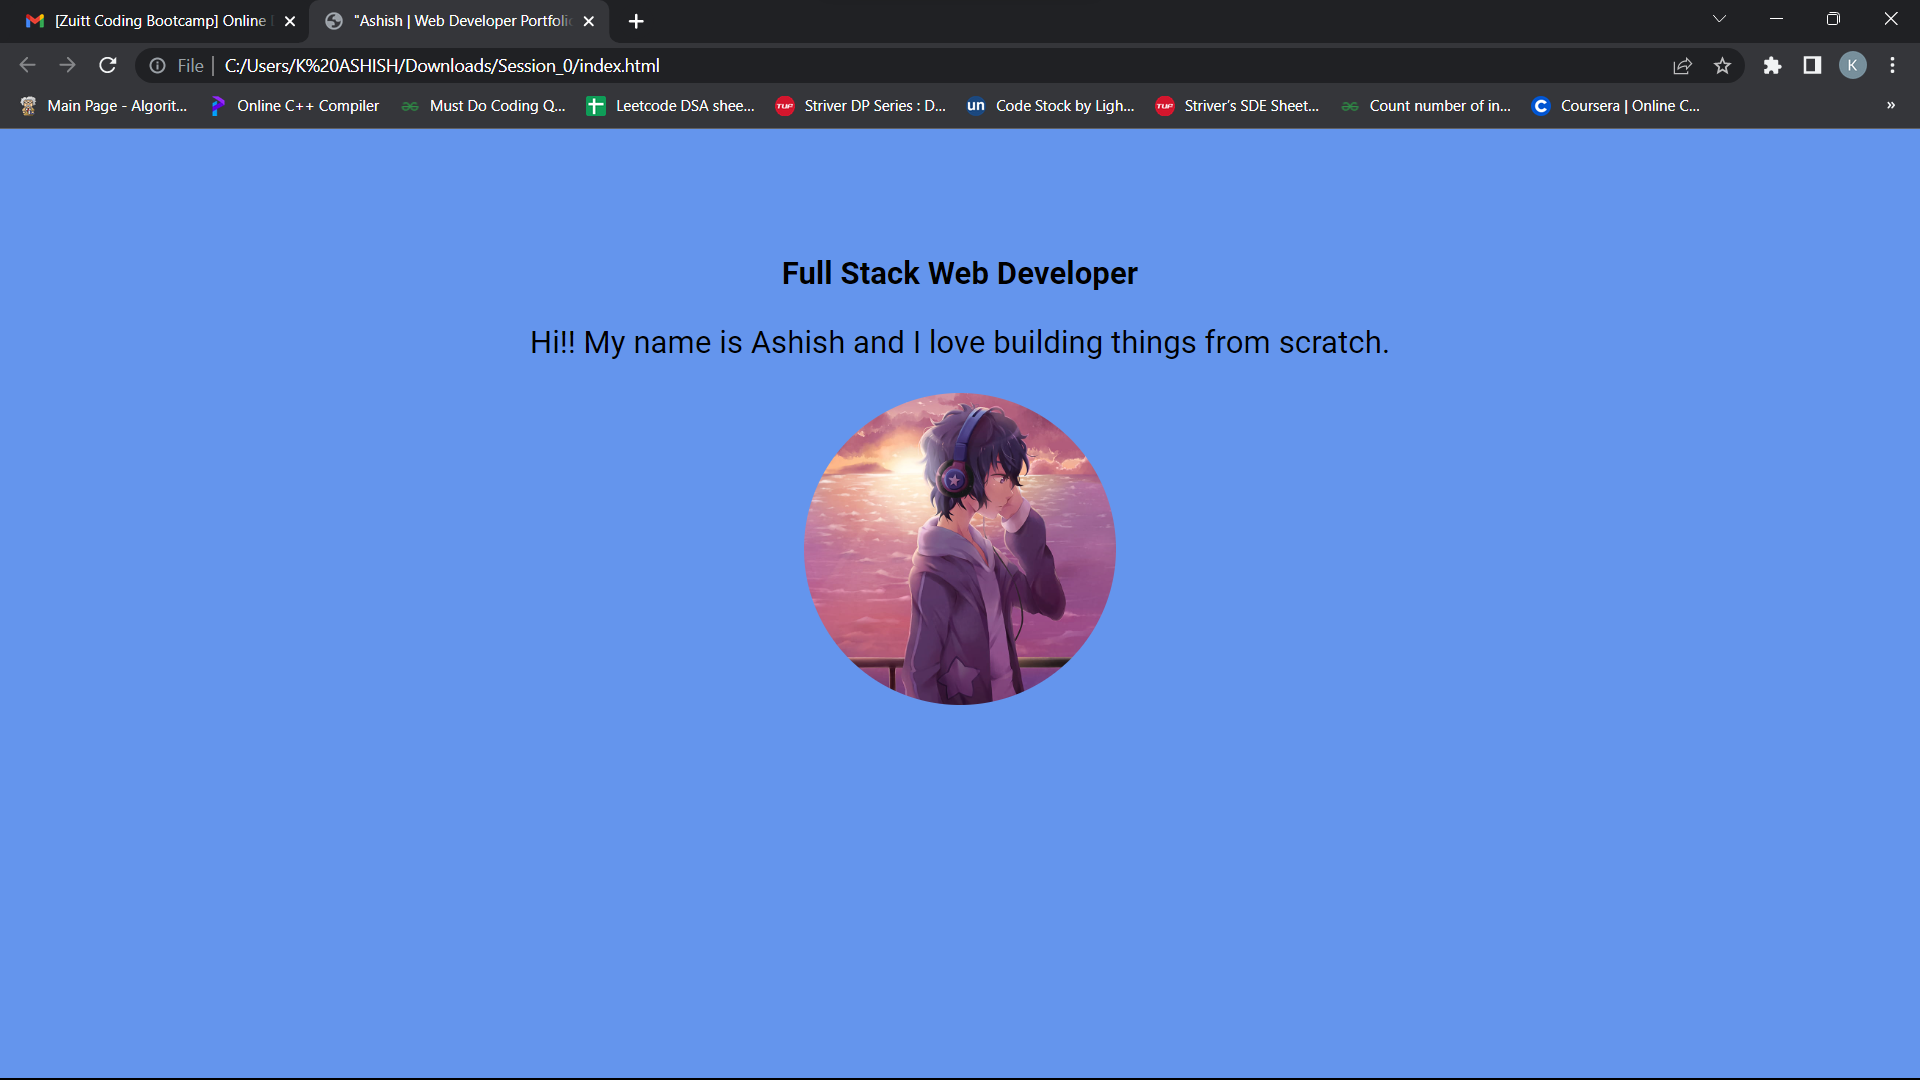 [Zuitt Coding Bootcamp] Online
"Ashish | Web Developer Portfolio
File | C:/Users/K%20ASHISH/Downloads/Session_0/index.html
K
Main Page - Algorit...
Online C++ Compiler
Must Do Coding Q...
Leetcode DSA shee...
TUF
Striver DP Series : D...
un
Code Stock by Ligh...
TUF
Striver's SDE Sheet...
Count number of in...
C
Coursera | Online C...
»
Full Stack Web Developer
Hi!! My name is Ashish and I love building things from scratch.